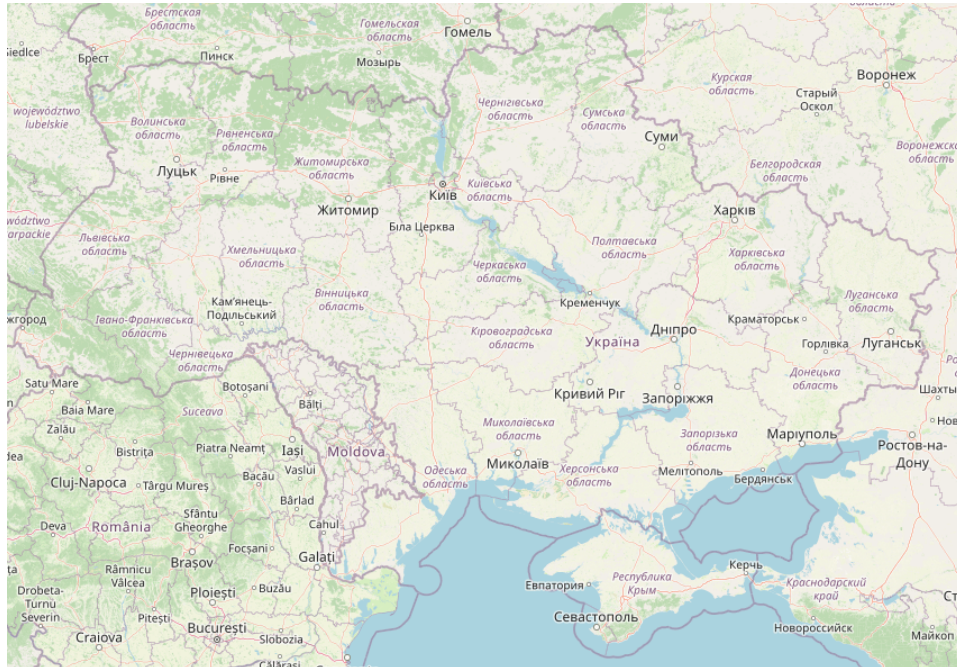 Брестская
область
Гомельская
область
Гомель
Siedlce
Брест
Пинск
Мозырь
Воронеж
Курская
область
Старый
Оскол
województwo
lubelskie
Волинська
область
Рівненська
область
Чернігівська
область
Сумська
область
Суми
Луцьк
Рівне
Житомирська
область
Белгородская
область
Київ
Київська
область
Житомир
Біла Церква
Харків
Львівська
область
Хмельницька
область
Полтавська
область
Харківська
область
Черкаська
область
Вінницька
область
Кам'янець-
Подільський
Кременчук
Луганська
область
Івано-Франківська
область
Кіровоградська
область
Україна
Дніпро
Краматорськ
Горлівка
Луганськ
Чернівецька
область
Донецька
область
Satu Mare
Botoșani
Baia Mare
Suceava
Bălți
Кривий Ріг
Запоріжжя
Шахты
Zalău
Bistrița
Piatra Neamț
Iași
Moldova
Миколаївська
область
Запорізька
область
Маріуполь
Ростов-на-
Дону
Cluj-Napoca
Târgu Mureș
Bacău
Vaslui
Одеська
область
Миколаїв
Херсонська
область
Мелітополь
Бердянськ
Bârlad
Deva
România
Sfântu
Gheorghe
Cahul
Focșani
Galați
Brașov
Râmnicu
Vâlcea
Ploiești
Buzău
Евпатория
Республика
Крым
Керчь
Краснодарский
край
Drobeta-
Turnu
Severin
Pitești
București
Slobozia
Craiova
Călărași
Севастополь
Новороссийск
Майкоп